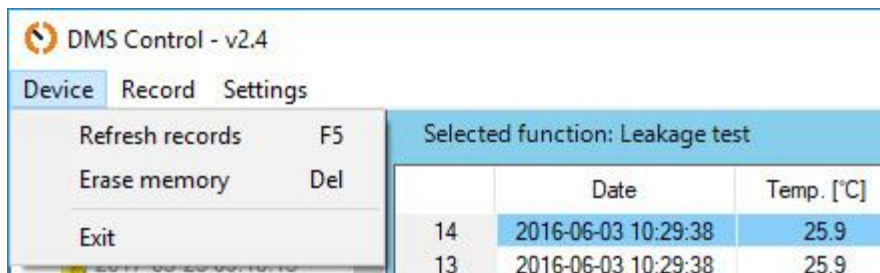 DMS Control - v2.4
Device Record Settings
Refresh records F5
Erase memory Del
Exit
Selected function: Leakage test
Date Temp. [°C]
14 2016-06-03 10:29:38 25.9
13 2016-06-03 10:29:38 25.9